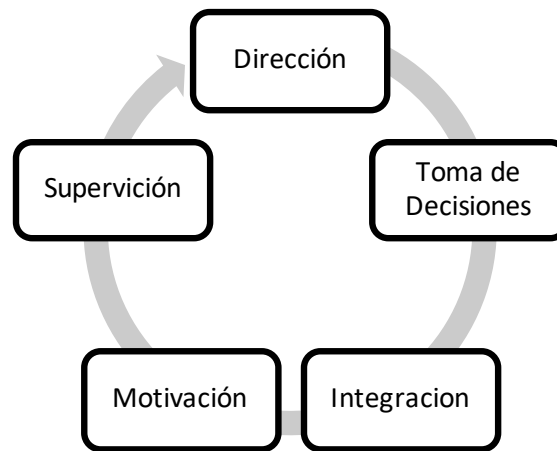 Dirección
Toma de
Decisiones
Integracion
Motivación
Supervición